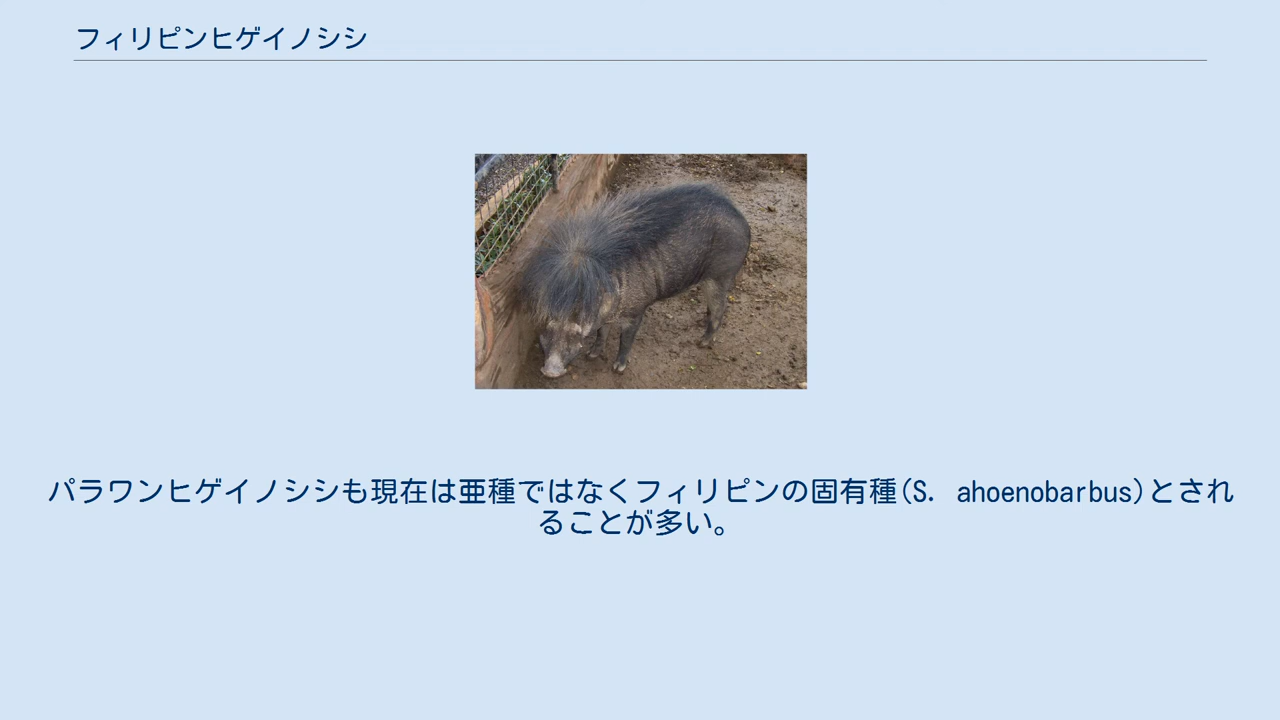 フィリピンヒゲイノシシ
パラワンヒゲイノシシも現在は亜種ではなくフィリピンの固有種(S. ahoenobarbus)とされ
ることが多い。